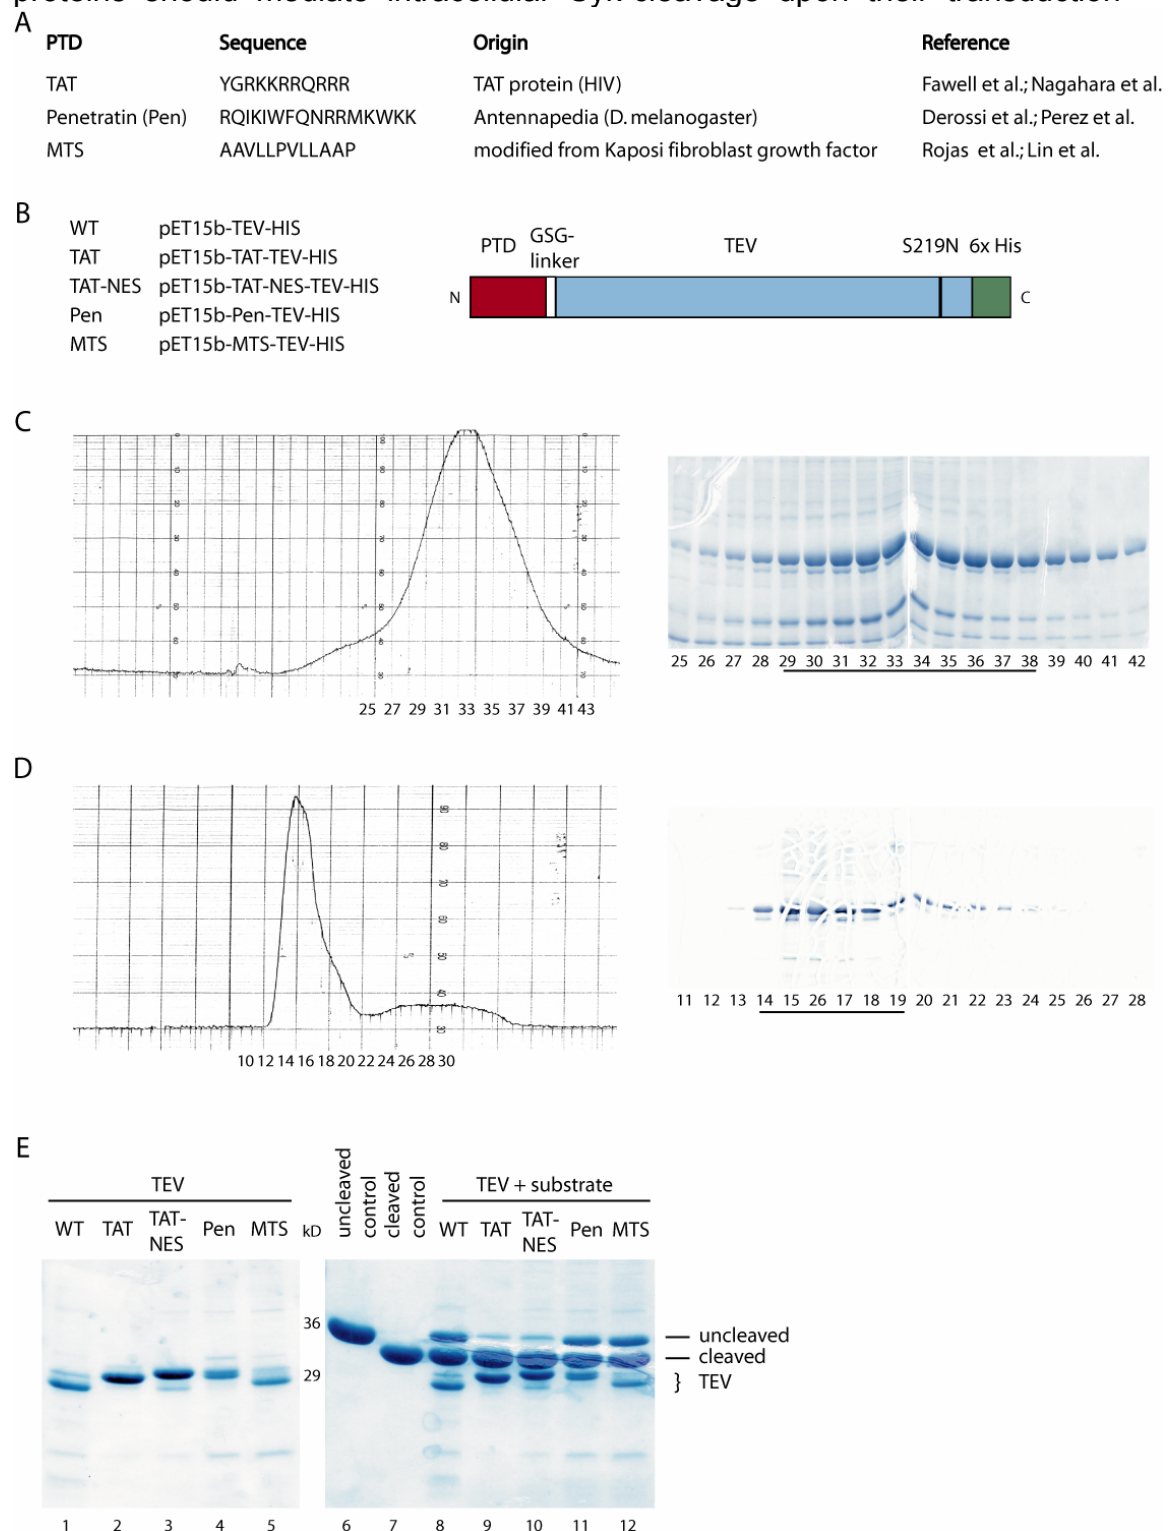 proteins should mediate intracellular Syk-cleavage upon their transduction
A
PTD Sequence Origin Reference
TAT YGRKKRRQRRR TAT protein (HIV) Fawell et al.; Nagahara et al.
Penetratin (Pen) RQIKIWFQNRRMKWKK Antennapedia (D. melanogaster) Derossi et al.; Perez et al.
MTS AAVLLPVLLAAP modified from Kaposi fibroblast growth factor Rojas et al.; Lin et al.
B
WT pET15b-TEV-HIS
TAT pET15b-TAT-TEV-HIS
TAT-NES pET15b-TAT-NES-TEV-HIS
Pen pET15b-Pen-TEV-HIS
MTS pET15b-MTS-TEV-HIS
PTD GSG-linker TEV S219N 6x His
N C
C
25 27 29 31 33 35 37 39 41 43
25 26 27 28 29 30 31 32 33 34 35 36 37 38 39 40 41 42
D
10 12 14 16 18 20 22 24 26 28 30
11 12 13 14 15 26 17 18 19 20 21 22 23 24 25 26 27 28
E
TEV
WT TAT TAT-NES Pen MTS kD
uncleaved control
cleaved control
TEV + substrate
WT TAT TAT-NES Pen MTS
36
29
uncleaved
cleaved
} TEV
1 2 3 4 5 6 7 8 9 10 11 12